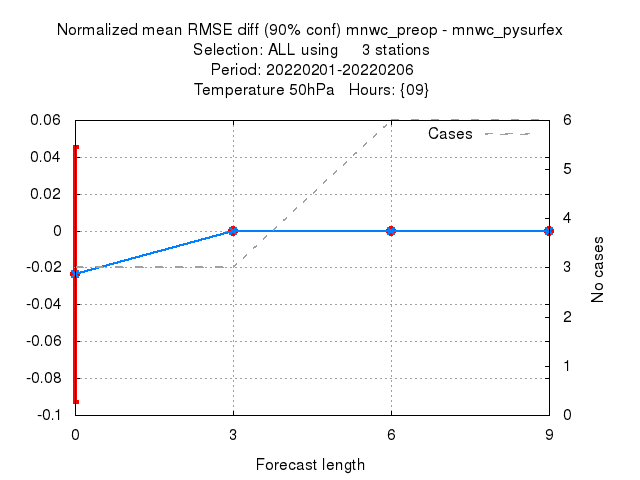 Normalized mean RMSE diff (90% conf) mnwc_preop - mnwc_pysurfex
Selection: ALL using     3 stations
Period: 20220201-20220206
Temperature 50hPa   Hours: {09}
Cases
0.06
0.04
0.02
0
-0.02
-0.04
-0.06
-0.08
-0.1
6
5
4
3
2
1
0
No cases
0 3 6 9
Forecast length